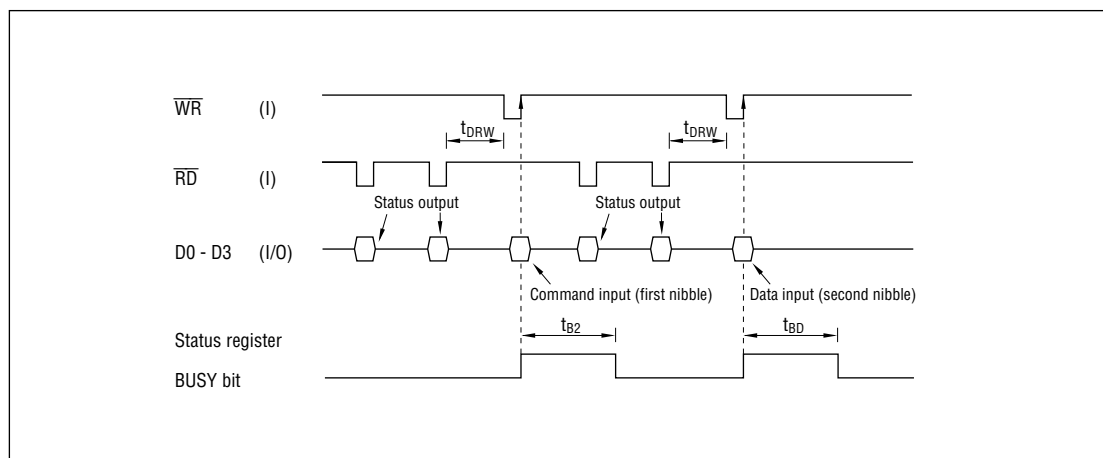 WR (I)
tDRW tDRW
RD (I)
Status output Status output
D0 - D3 (I/O)
Command input (first nibble) Data input (second nibble)
tB2 tBD
Status register
BUSY bit